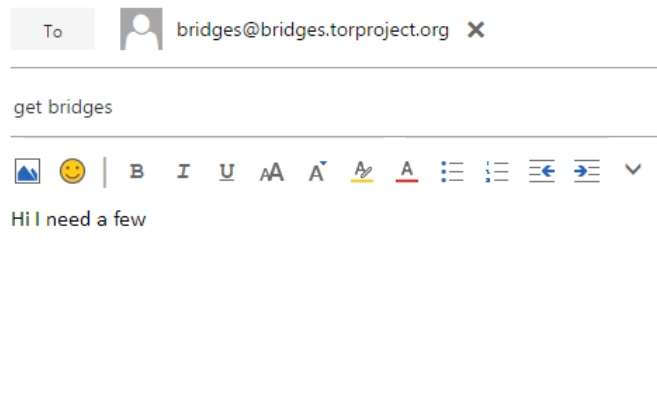 To bridges@bridges.torproject.org
get bridges
B I U AA A A A
Hi I need a few